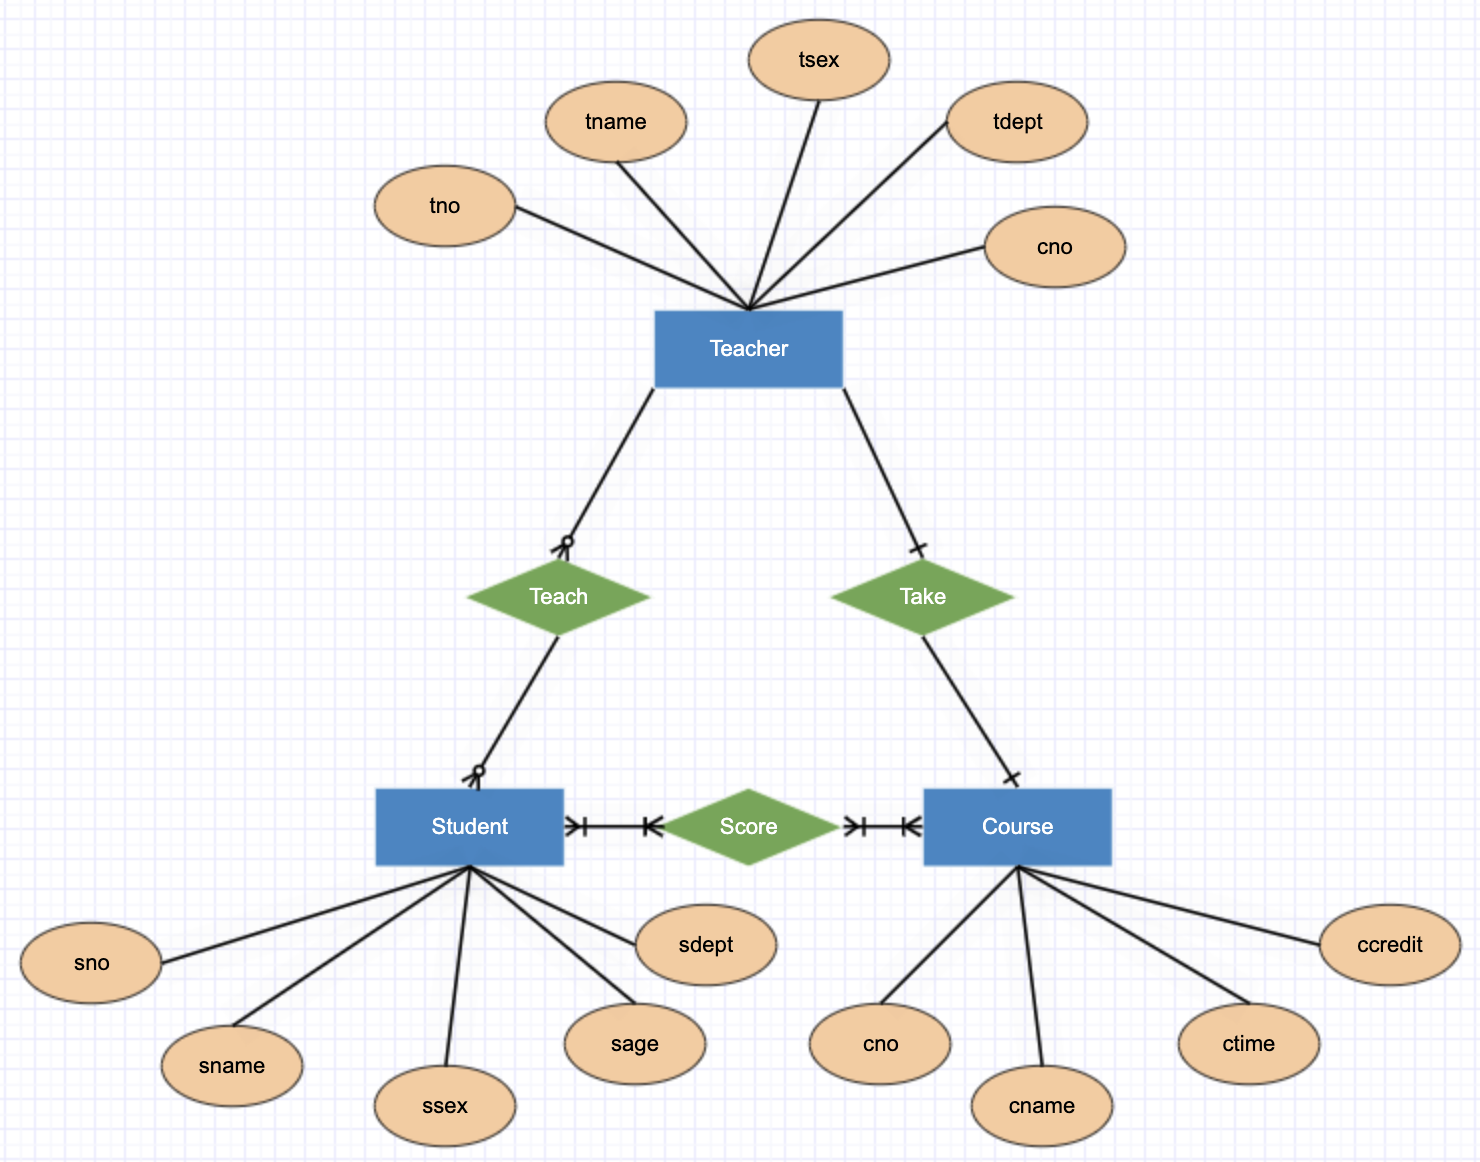 tsex
tname
tdept
tno
cno
Teacher
Teach
Take
Student
Score
Course
sno
sname
ssex
sage
sdept
cno
cname
ctime
ccredit